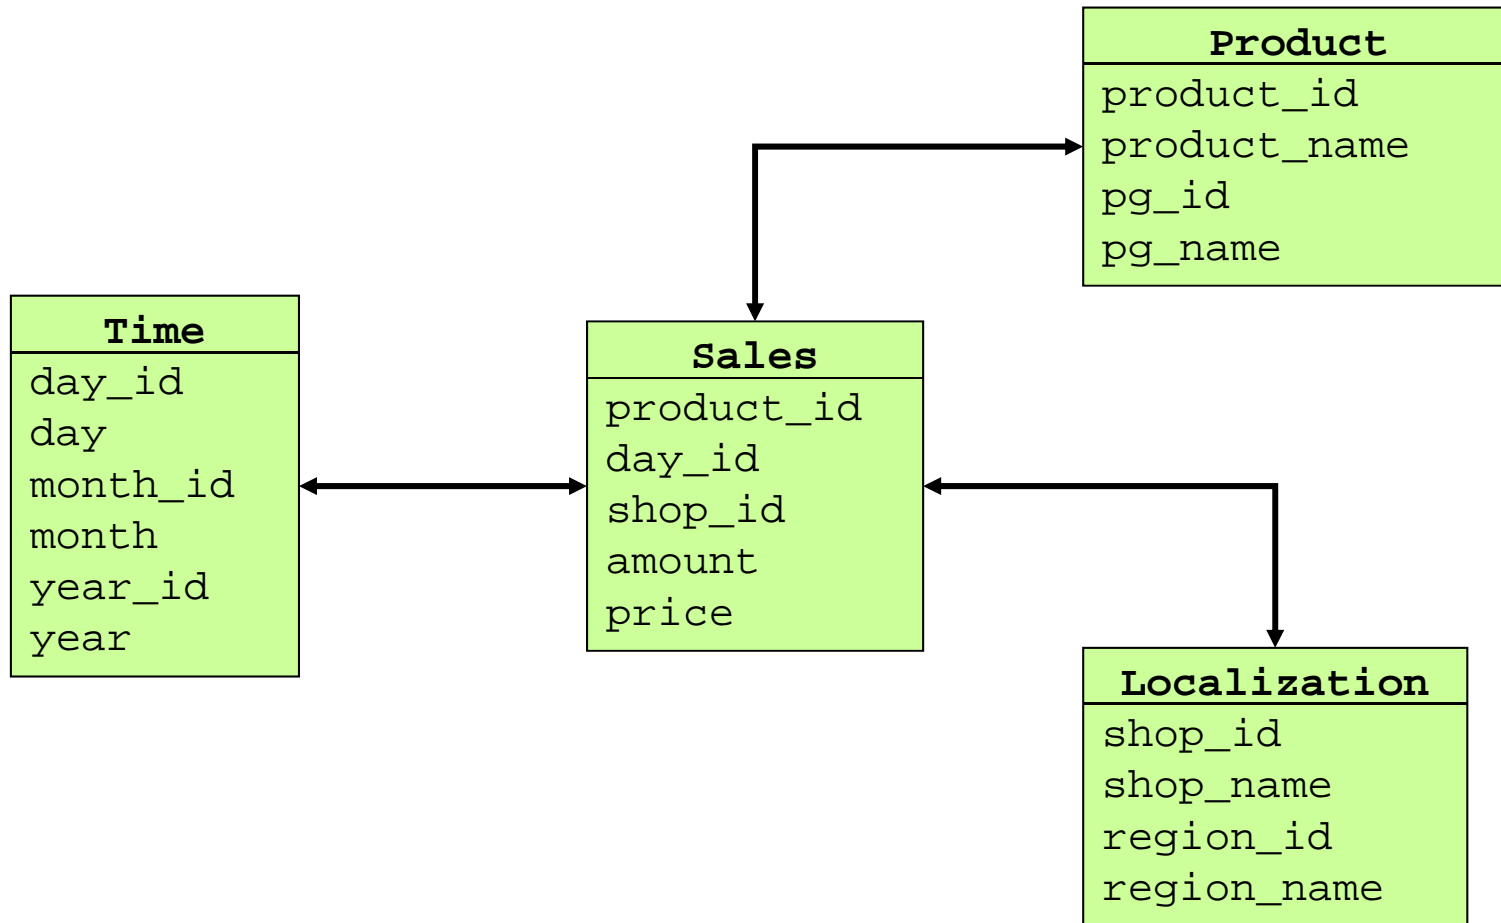 Product
product_id
product_name
pg_id
pg_name
Time
day_id
day
month_id
month
year_id
year
Sales
product_id
day_id
shop_id
amount
price
Localization
shop_id
shop_name
region_id
region_name